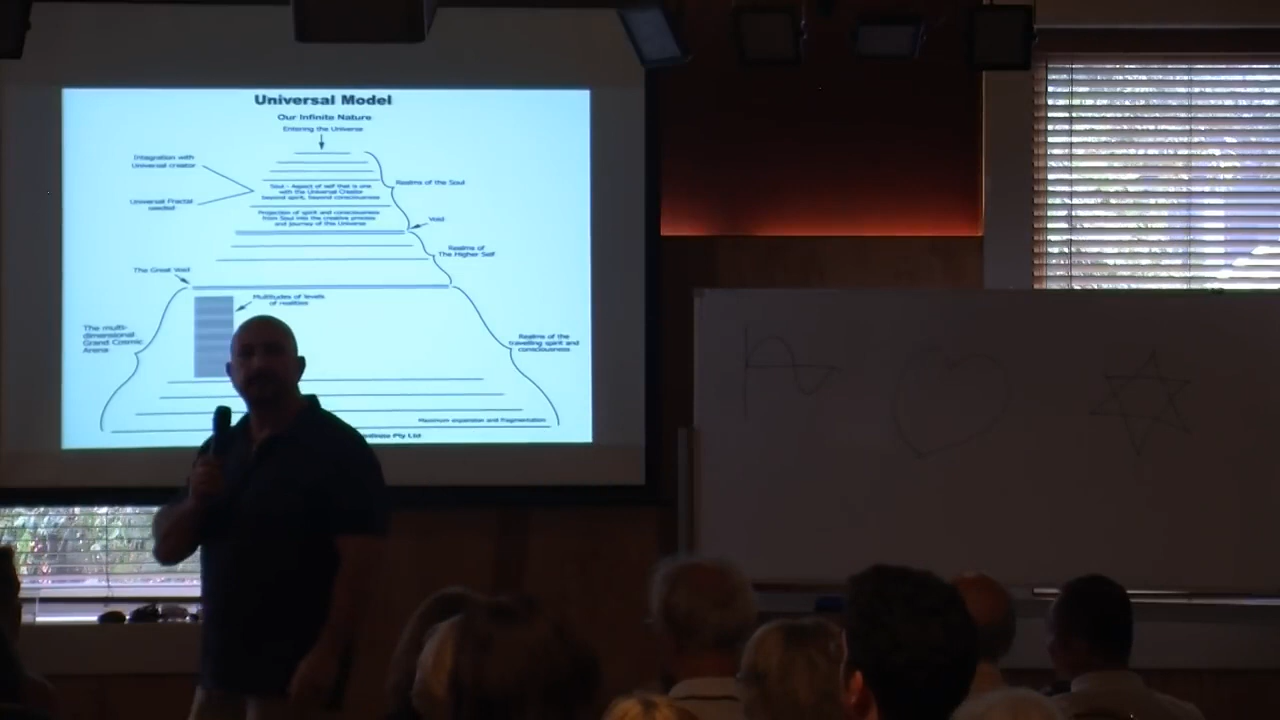 Universal Model
Our Infinite Nature
Entering the Universe
Integration with
Universal creator
Universal Fractal
seeded
Soul - Aspect of self that is one
with the Universal Creator
beyond spirit, beyond consciousness
Realms of the Soul
Projection of spirit and consciousness
from Soul into the creative process
and journey of this Universe
Void
Realms of
The Higher Self
The Great Void
Multitudes of levels
of realities
The multi-
dimensional
Grand Cosmic
Arena
Realms of the
travelling spirit and
consciousness
Maximum expansion and fragmentation
Pty Ltd